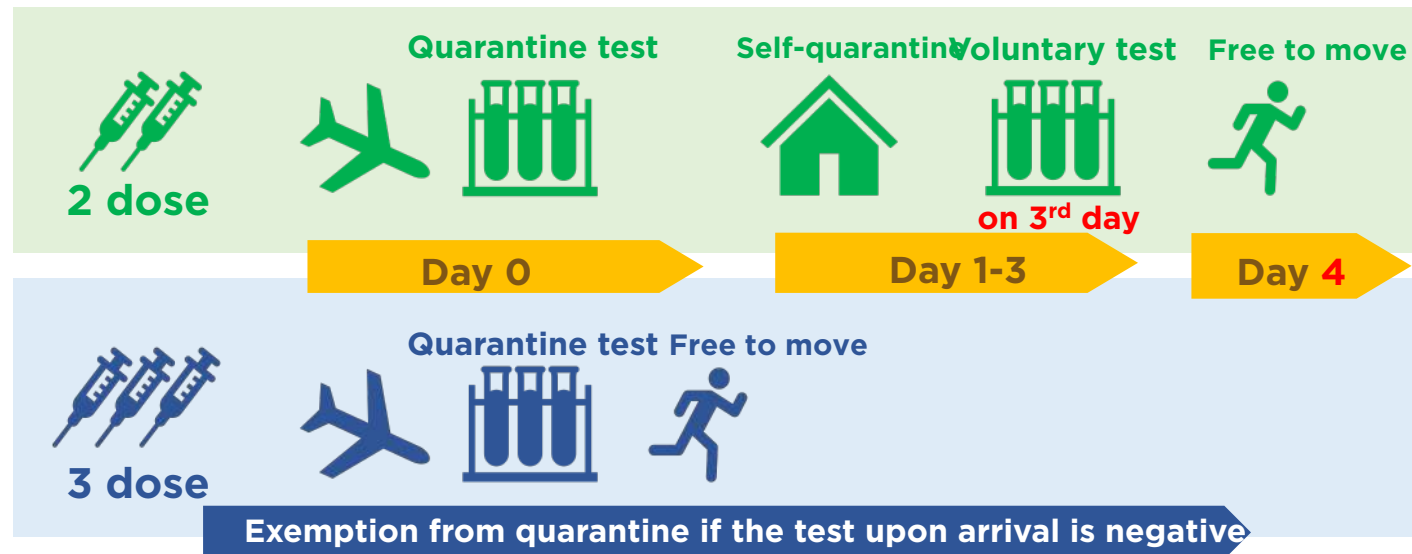 Quarantine test
Self-quarantine
Voluntary test
Free to move
2 dose
on 3rd day
Day 0
Day 1-3
Day 4
Quarantine test
Free to move
3 dose
Exemption from quarantine if the test upon arrival is negative